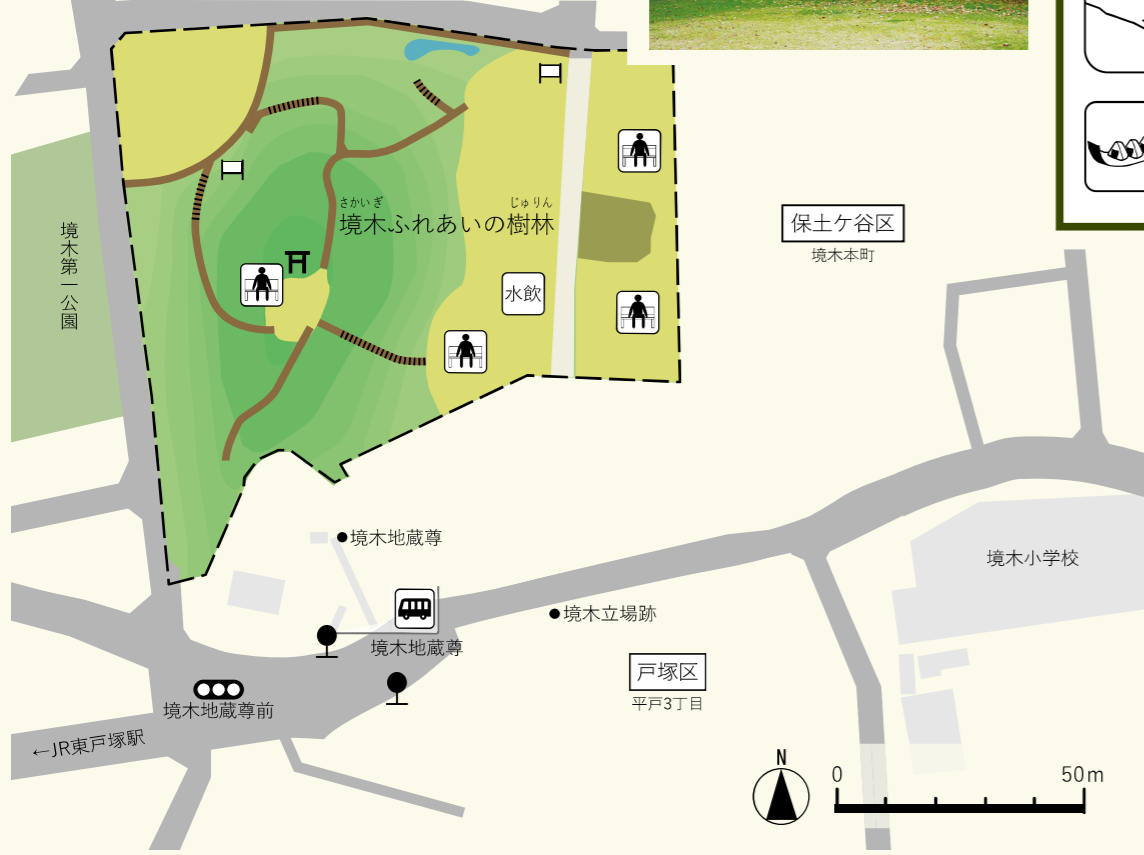 さかいぎ じゅりん
境木ふれあいの樹林
境木第一公園
水飲
保土ケ谷区
境木本町
境木地蔵尊
境木小学校
境木立場跡
境木地蔵尊
戸塚区
平戸3丁目
境木地蔵尊前
←JR東戸塚駅
N
0 50m